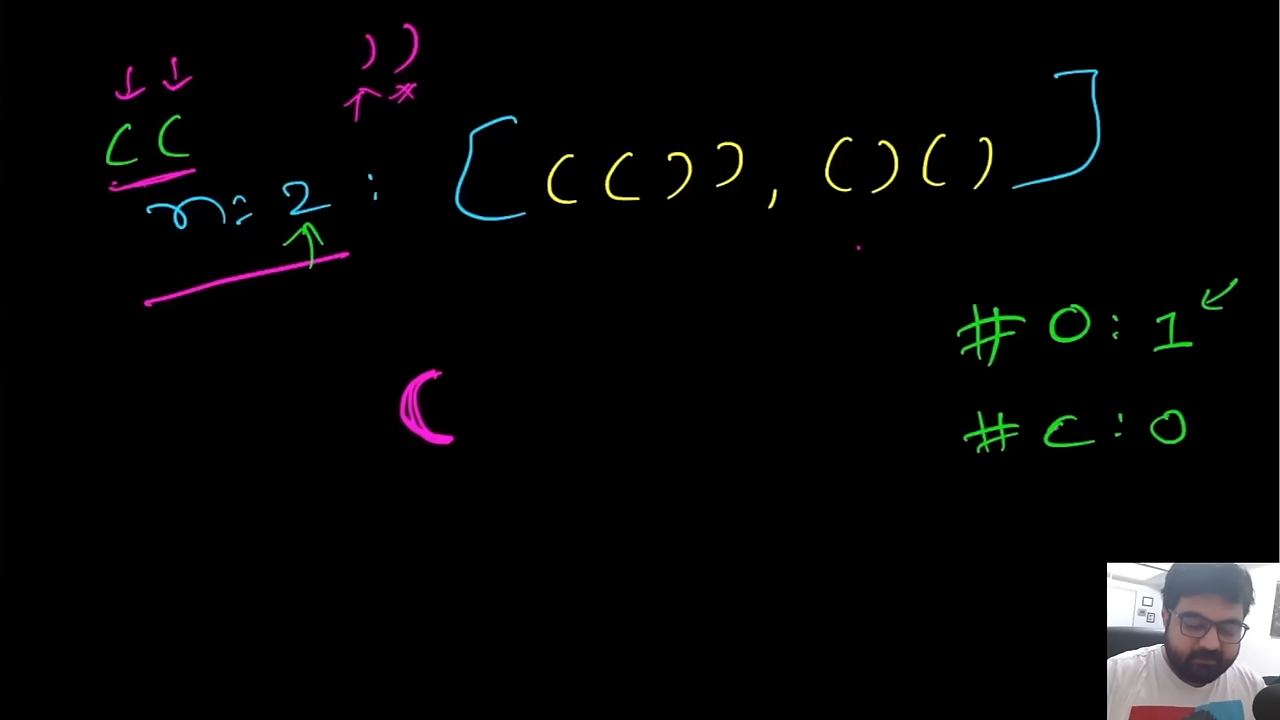 ))
((
n = 2 : [ (()), ()() ]
# O : 1
(
# C : 0